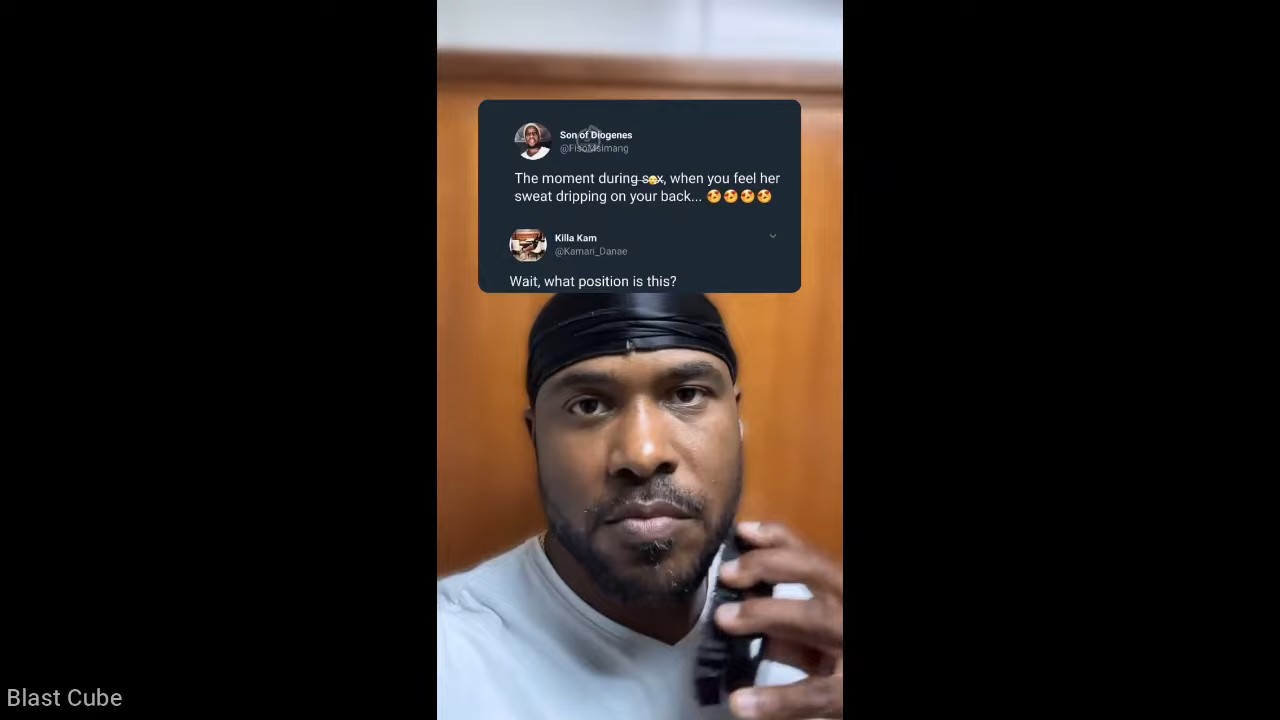 Son of Diogenes
@FisoMsimang
The moment during s😌x, when you feel her
sweat dripping on your back... 😍😍😍😍
Killa Kam
@Kamari_Danae
Wait, what position is this?
Blast Cube